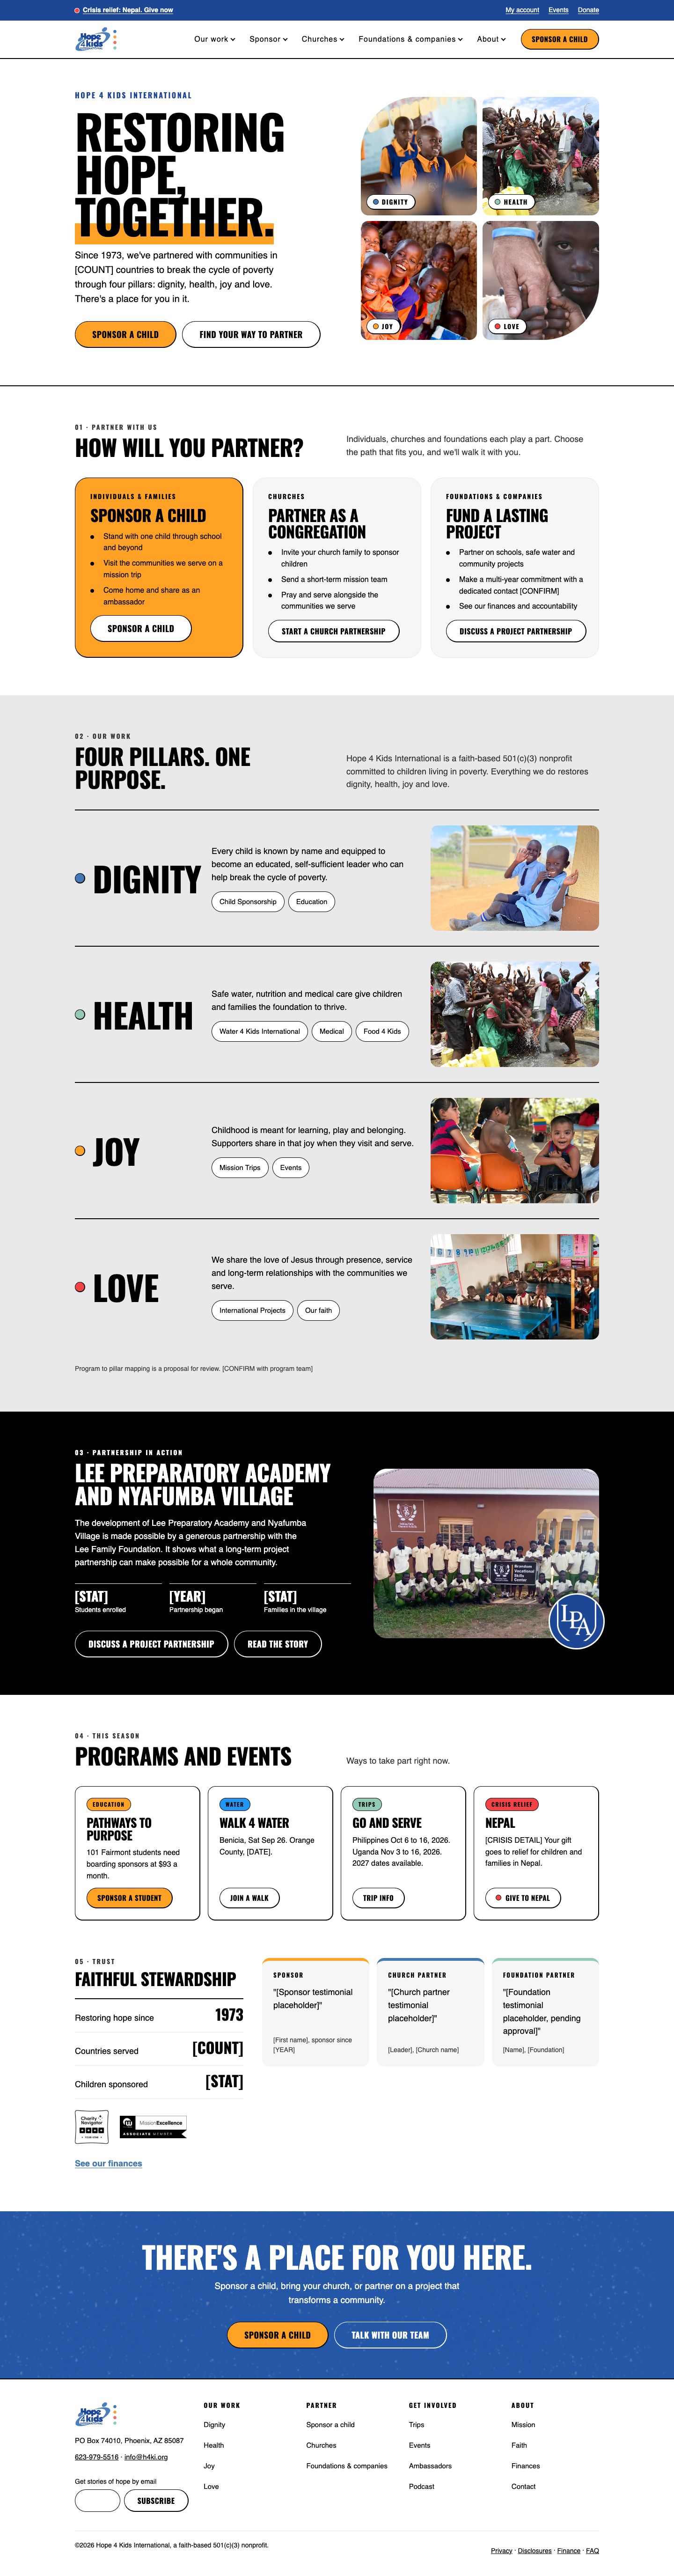 Crisis relief: Nepal. Give now
My account Events Donate
Hope 4 Kids
Our work Sponsor Churches Foundations & companies About SPONSOR A CHILD
HOPE 4 KIDS INTERNATIONAL
RESTORING
HOPE,
TOGETHER.
Since 1973, we've partnered with communities in
[COUNT] countries to break the cycle of poverty
through four pillars: dignity, health, joy and love.
There's a place for you in it.
SPONSOR A CHILD FIND YOUR WAY TO PARTNER
DIGNITY
HEALTH
JOY
LOVE
01 · PARTNER WITH US
HOW WILL YOU PARTNER?
Individuals, churches and foundations each play a part. Choose
the path that fits you, and we'll walk it with you.
INDIVIDUALS & FAMILIES
SPONSOR A CHILD
Stand with one child through school
and beyond
Visit the communities we serve on a
mission trip
Come home and share as an
ambassador
SPONSOR A CHILD
CHURCHES
PARTNER AS A
CONGREGATION
Invite your church family to sponsor
children
Send a short-term mission team
Pray and serve alongside the
communities we serve
START A CHURCH PARTNERSHIP
FOUNDATIONS & COMPANIES
FUND A LASTING
PROJECT
Partner on schools, safe water and
community projects
Make a multi-year commitment with a
dedicated contact [CONFIRM]
See our finances and accountability
DISCUSS A PROJECT PARTNERSHIP
02 · OUR WORK
FOUR PILLARS. ONE
PURPOSE.
Hope 4 Kids International is a faith-based 501(c)(3) nonprofit
committed to children living in poverty. Everything we do restores
dignity, health, joy and love.
DIGNITY
Every child is known by name and equipped to
become an educated, self-sufficient leader who can
help break the cycle of poverty.
Child Sponsorship Education
HEALTH
Safe water, nutrition and medical care give children
and families the foundation to thrive.
Water 4 Kids International Medical Food 4 Kids
JOY
Childhood is meant for learning, play and belonging.
Supporters share in that joy when they visit and serve.
Mission Trips Events
LOVE
We share the love of Jesus through presence, service
and long-term relationships with the communities we
serve.
International Projects Our faith
Program to pillar mapping is a proposal for review. [CONFIRM with program team]
03 · PARTNERSHIP IN ACTION
LEE PREPARATORY ACADEMY
AND NYAFUMBA VILLAGE
The development of Lee Preparatory Academy and Nyafumba
Village is made possible by a generous partnership with the
Lee Family Foundation. It shows what a long-term project
partnership can make possible for a whole community.
[STAT] [YEAR] [STAT]
Students enrolled Partnership began Families in the village
DISCUSS A PROJECT PARTNERSHIP READ THE STORY
LPA
04 · THIS SEASON
PROGRAMS AND EVENTS
Ways to take part right now.
EDUCATION
PATHWAYS TO
PURPOSE
101 Fairmont students need
boarding sponsors at $93 a
month.
SPONSOR A STUDENT
WATER
WALK 4 WATER
Benicia, Sat Sep 26. Orange
County, [DATE].
JOIN A WALK
TRIPS
GO AND SERVE
Philippines Oct 6 to 16, 2026.
Uganda Nov 3 to 16, 2026.
2027 dates available.
TRIP INFO
CRISIS RELIEF
NEPAL
[CRISIS DETAIL] Your gift
goes to relief for children and
families in Nepal.
GIVE TO NEPAL
05 · TRUST
FAITHFUL STEWARDSHIP
Restoring hope since 1973
Countries served [COUNT]
Children sponsored [STAT]
Charity
Navigator
MissionExcellence
ASSOCIATE MEMBER
See our finances
SPONSOR
"[Sponsor testimonial
placeholder]"
[First name], sponsor since
[YEAR]
CHURCH PARTNER
"[Church partner
testimonial
placeholder]"
[Leader], [Church name]
FOUNDATION PARTNER
"[Foundation
testimonial
placeholder, pending
approval]"
[Name], [Foundation]
THERE'S A PLACE FOR YOU HERE.
Sponsor a child, bring your church, or partner on a project that
transforms a community.
SPONSOR A CHILD TALK WITH OUR TEAM
Hope 4 Kids
PO Box 74010, Phoenix, AZ 85087
623-979-5516 · info@h4ki.org
Get stories of hope by email
SUBSCRIBE
OUR WORK
Dignity
Health
Joy
Love
PARTNER
Sponsor a child
Churches
Foundations & companies
GET INVOLVED
Trips
Events
Ambassadors
Podcast
ABOUT
Mission
Faith
Finances
Contact
©2026 Hope 4 Kids International, a faith-based 501(c)(3) nonprofit.
Privacy · Disclosures · Finance · FAQ